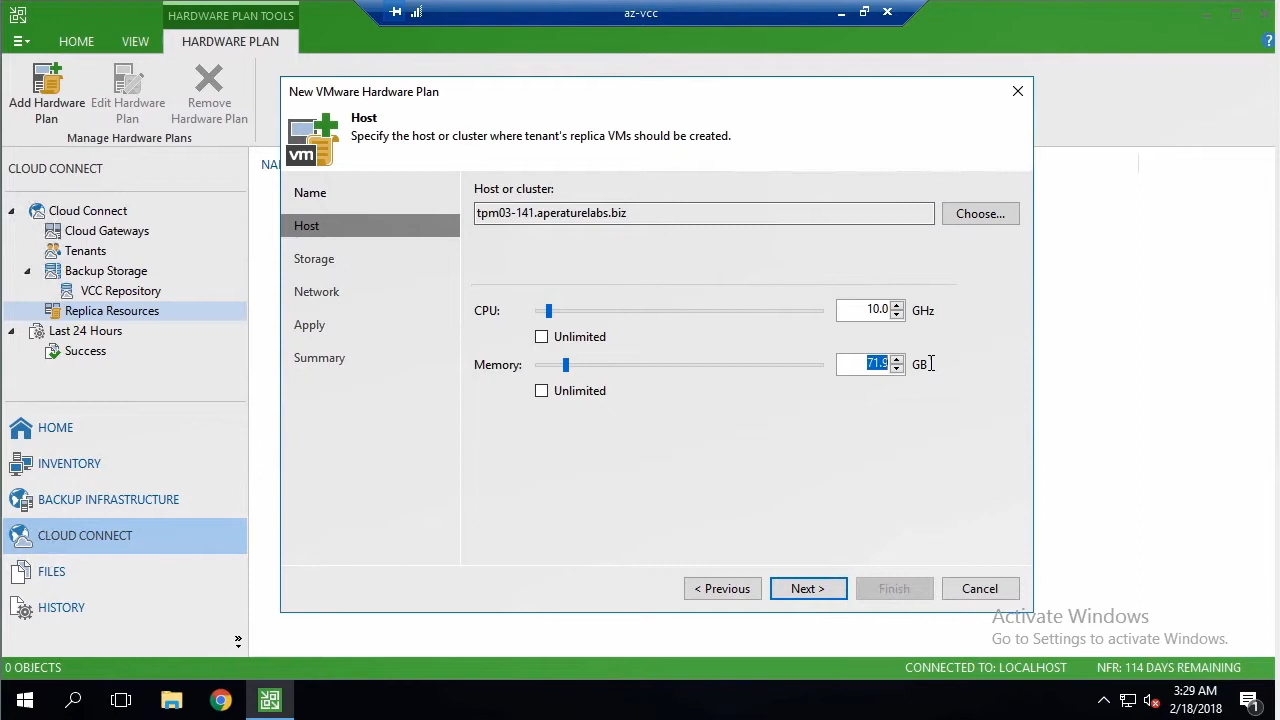 HARDWARE PLAN TOOLS
az-vcc
HOME
VIEW
HARDWARE PLAN
?
Add Hardware
Plan
Edit Hardware
Plan
Remove
Hardware Plan
Manage Hardware Plans
CLOUD CONNECT
Cloud Connect
Cloud Gateways
Tenants
Backup Storage
VCC Repository
Replica Resources
Last 24 Hours
Success
HOME
INVENTORY
BACKUP INFRASTRUCTURE
CLOUD CONNECT
FILES
HISTORY
New VMware Hardware Plan
vm
Host
Specify the host or cluster where tenant's replica VMs should be created.
Name
Host
Storage
Network
Apply
Summary
Host or cluster:
tpm03-141.aperaturelabs.biz
Choose...
CPU:
10.0
GHz
Unlimited
Memory:
71.9
GB
Unlimited
< Previous
Next >
Finish
Cancel
Activate Windows
Go to Settings to activate Windows.
0 OBJECTS
CONNECTED TO: LOCALHOST
NFR: 114 DAYS REMAINING
3:29 AM
2/18/2018
1